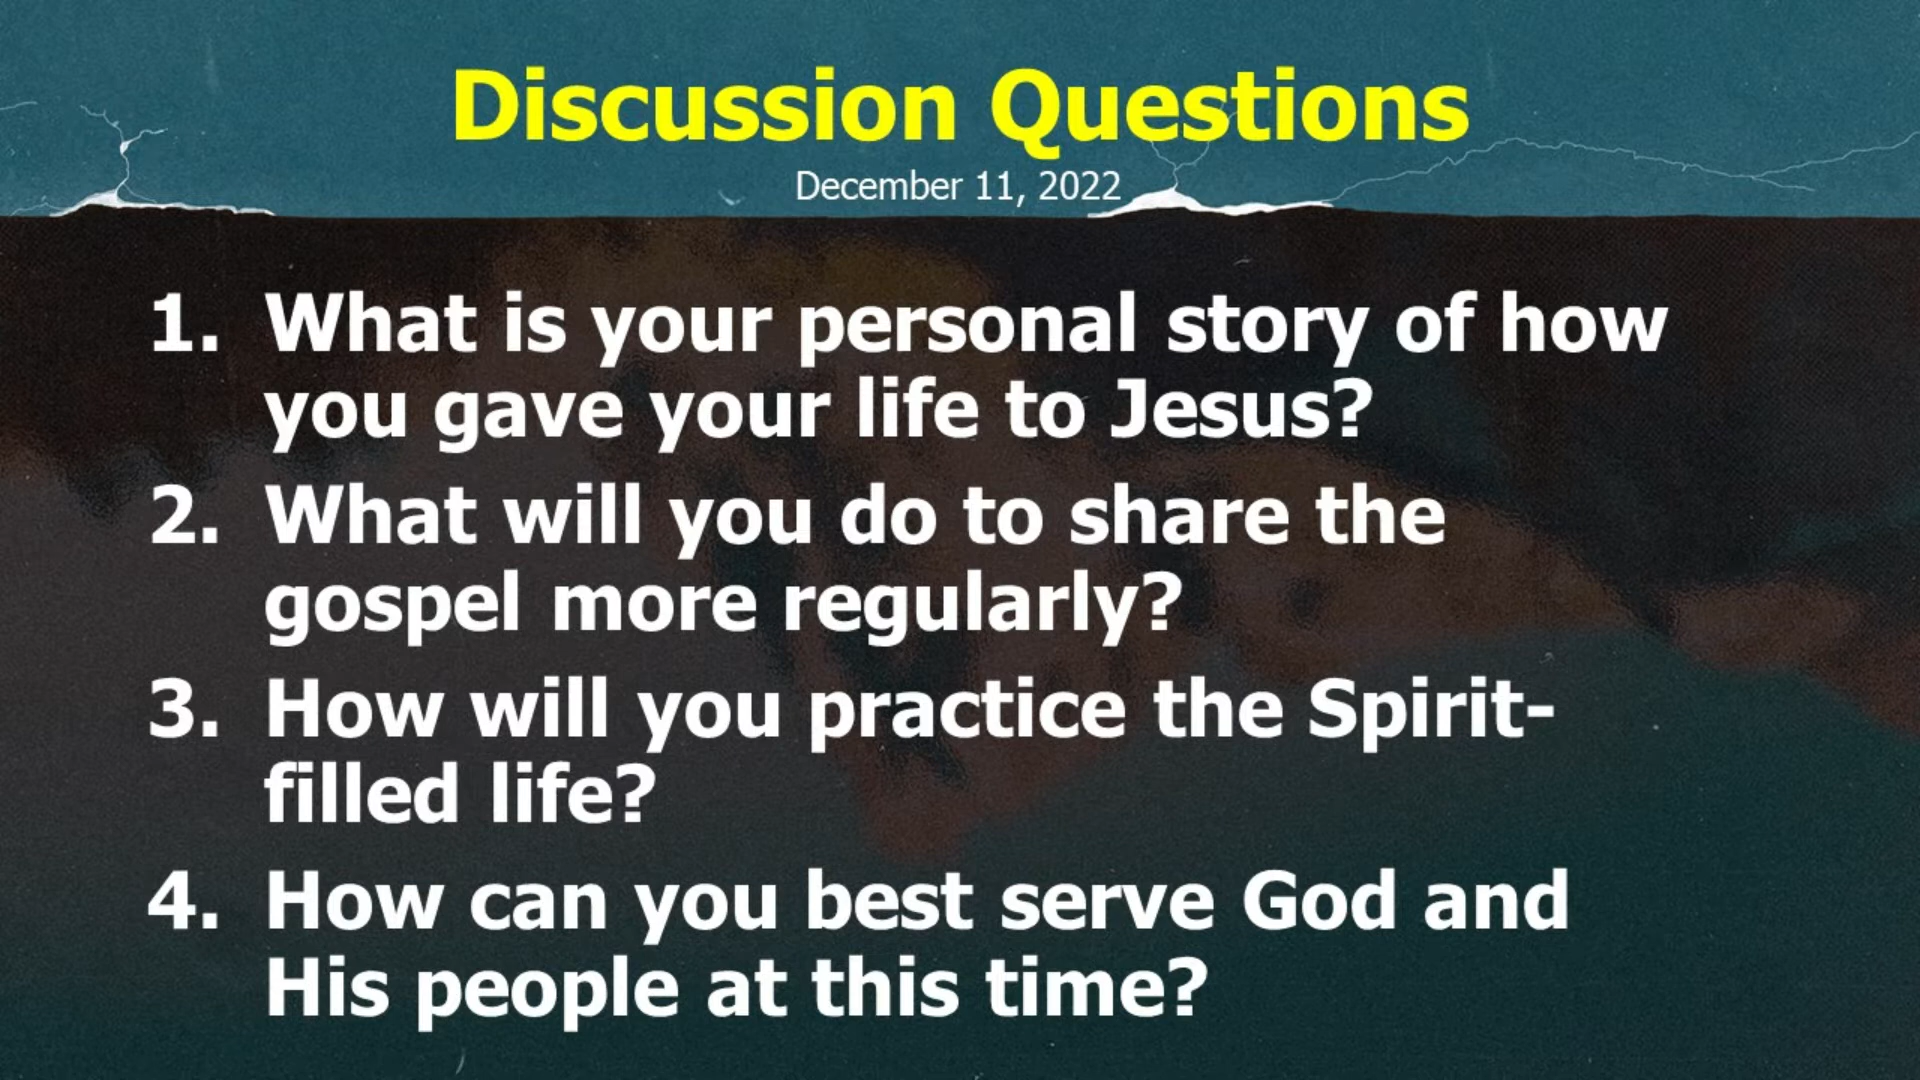 Discussion Questions
December 11, 2022
1. What is your personal story of how
you gave your life to Jesus?
2. What will you do to share the
gospel more regularly?
3. How will you practice the Spirit-
filled life?
4. How can you best serve God and
His people at this time?